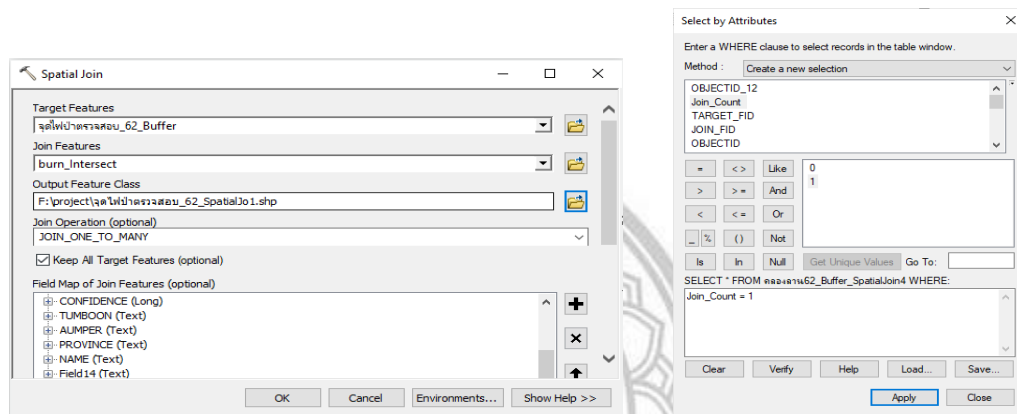 Spatial Join
Target Features
จุดไฟป่าตรวจสอบ_62_Buffer
Join Features
burn_Intersect
Output Feature Class
F:\project\จุดไฟป่าตรวจสอบ_62_SpatialJo1.shp
Join Operation (optional)
JOIN_ONE_TO_MANY
Keep All Target Features (optional)
Field Map of Join Features (optional)
CONFIDENCE (Long)
TUMBOON (Text)
AUMPER (Text)
PROVINCE (Text)
NAME (Text)
Field14 (Text)
OK Cancel Environments... Show Help >>
Select by Attributes
Enter a WHERE clause to select records in the table window.
Method : Create a new selection
OBJECTID_12
Join_Count
TARGET_FID
JOIN_FID
OBJECTID
= <> Like 0
1
> >= And
< <= Or
_ % () Not
Is In Null Get Unique Values Go To:
SELECT * FROM คลองลาน62_Buffer_SpatialJoin4 WHERE:
Join_Count = 1
Clear Verify Help Load... Save...
Apply Close